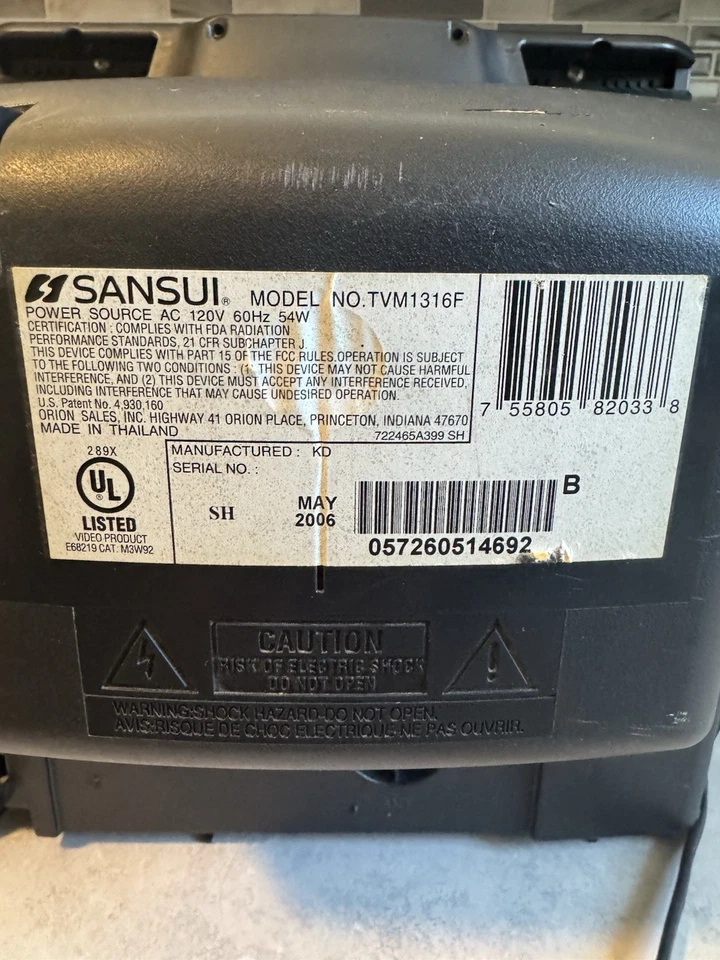 SANSUI® MODEL NO.TVM1316F
POWER SOURCE AC 120V 60Hz 54W
CERTIFICATION : COMPLIES WITH FDA RADIATION
PERFORMANCE STANDARDS, 21 CFR SUBCHAPTER J.
THIS DEVICE COMPLIES WITH PART 15 OF THE FCC RULES.OPERATION IS SUBJECT
TO THE FOLLOWING TWO CONDITIONS : (1) THIS DEVICE MAY NOT CAUSE HARMFUL
INTERFERENCE, AND (2) THIS DEVICE MUST ACCEPT ANY INTERFERENCE RECEIVED,
INCLUDING INTERFERENCE THAT MAY CAUSE UNDESIRED OPERATION.
U.S. Patent No. 4,930,160
ORION SALES, INC. HIGHWAY 41 ORION PLACE, PRINCETON, INDIANA 47670
MADE IN THAILAND
722465A399 SH
7 55805 82033 8
289X
UL ®
LISTED
VIDEO PRODUCT
E68219 CAT. M3W92
MANUFACTURED : KD
SERIAL NO. :
SH
MAY
2006
B
057260514692
CAUTION
RISK OF ELECTRIC SHOCK
DO NOT OPEN
WARNING:SHOCK HAZARD-DO NOT OPEN.
AVIS:RISQUE DE CHOC ELECTRIQUE-NE PAS OUVRIR.